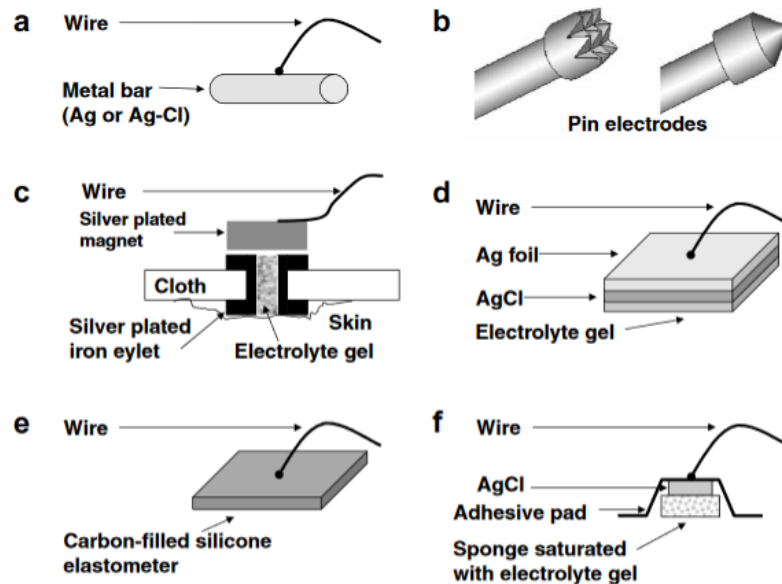 a
Wire
Metal bar
(Ag or Ag-Cl)
b
Pin electrodes
c
Wire
Silver plated
magnet
Cloth
Silver plated
iron eylet
Skin
Electrolyte gel
d
Wire
Ag foil
AgCl
Electrolyte gel
e
Wire
Carbon-filled silicone
elastometer
f
Wire
AgCl
Adhesive pad
Sponge saturated
with electrolyte gel